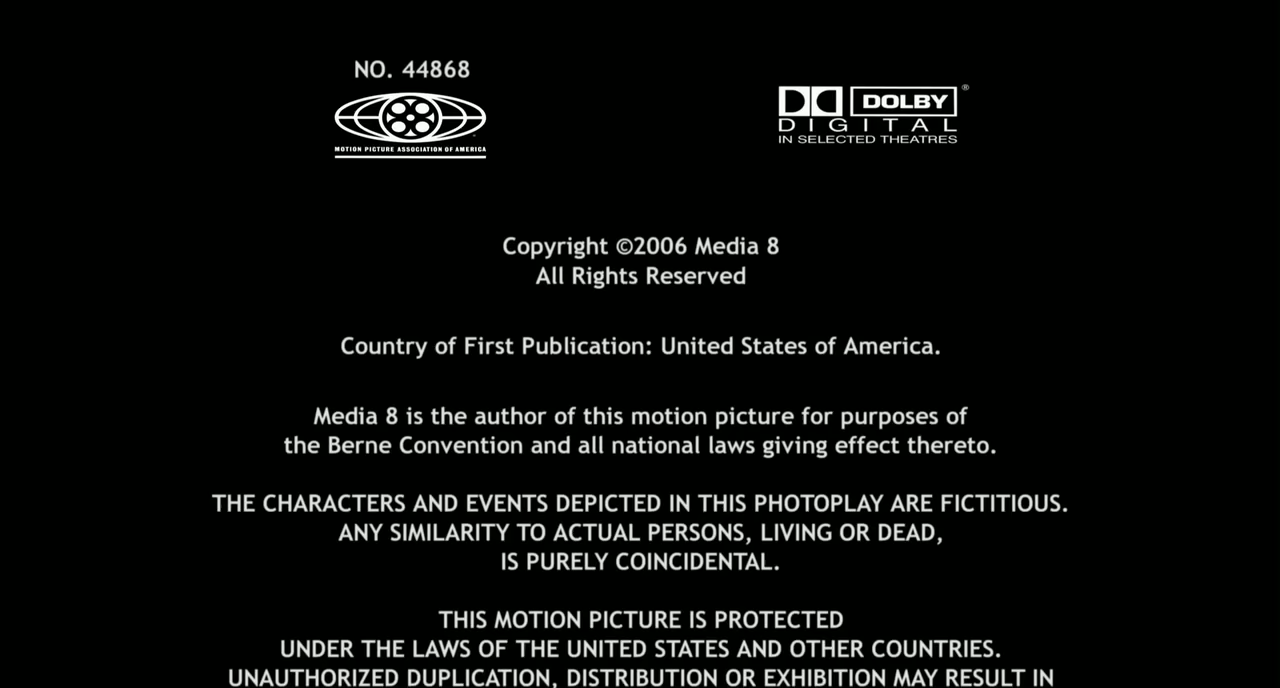 NO. 44868
MOTION PICTURE ASSOCIATION OF AMERICA
DOLBY ®
DIGITAL
IN SELECTED THEATRES
Copyright ©2006 Media 8
All Rights Reserved
Country of First Publication: United States of America.
Media 8 is the author of this motion picture for purposes of
the Berne Convention and all national laws giving effect thereto.
THE CHARACTERS AND EVENTS DEPICTED IN THIS PHOTOPLAY ARE FICTITIOUS.
ANY SIMILARITY TO ACTUAL PERSONS, LIVING OR DEAD,
IS PURELY COINCIDENTAL.
THIS MOTION PICTURE IS PROTECTED
UNDER THE LAWS OF THE UNITED STATES AND OTHER COUNTRIES.
UNAUTHORIZED DUPLICATION, DISTRIBUTION OR EXHIBITION MAY RESULT IN